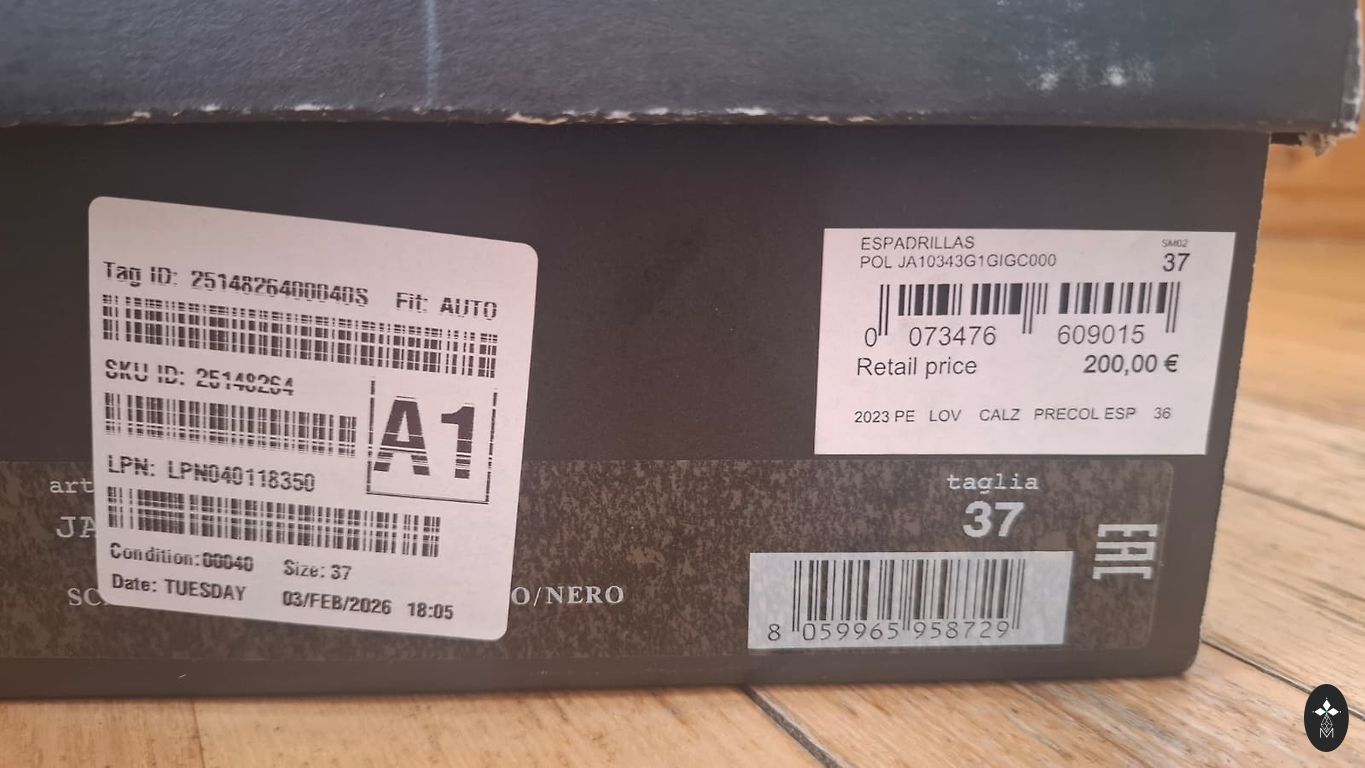 Tag ID: 2514826400040S Fit: AUTO
SKU ID: 25148264
A1
LPN: LPN040118350
Condition:00040 Size: 37
Date: TUESDAY 03/FEB/2026 18:05
ESPADRILLAS SM02
POL JA10343G1GIGC000 37
0 073476 609015
Retail price 200,00 €
2023 PE LOV CALZ PRECOL ESP 36
art
JA
taglia
37
EAC
O/NERO
8 059965 958729
M